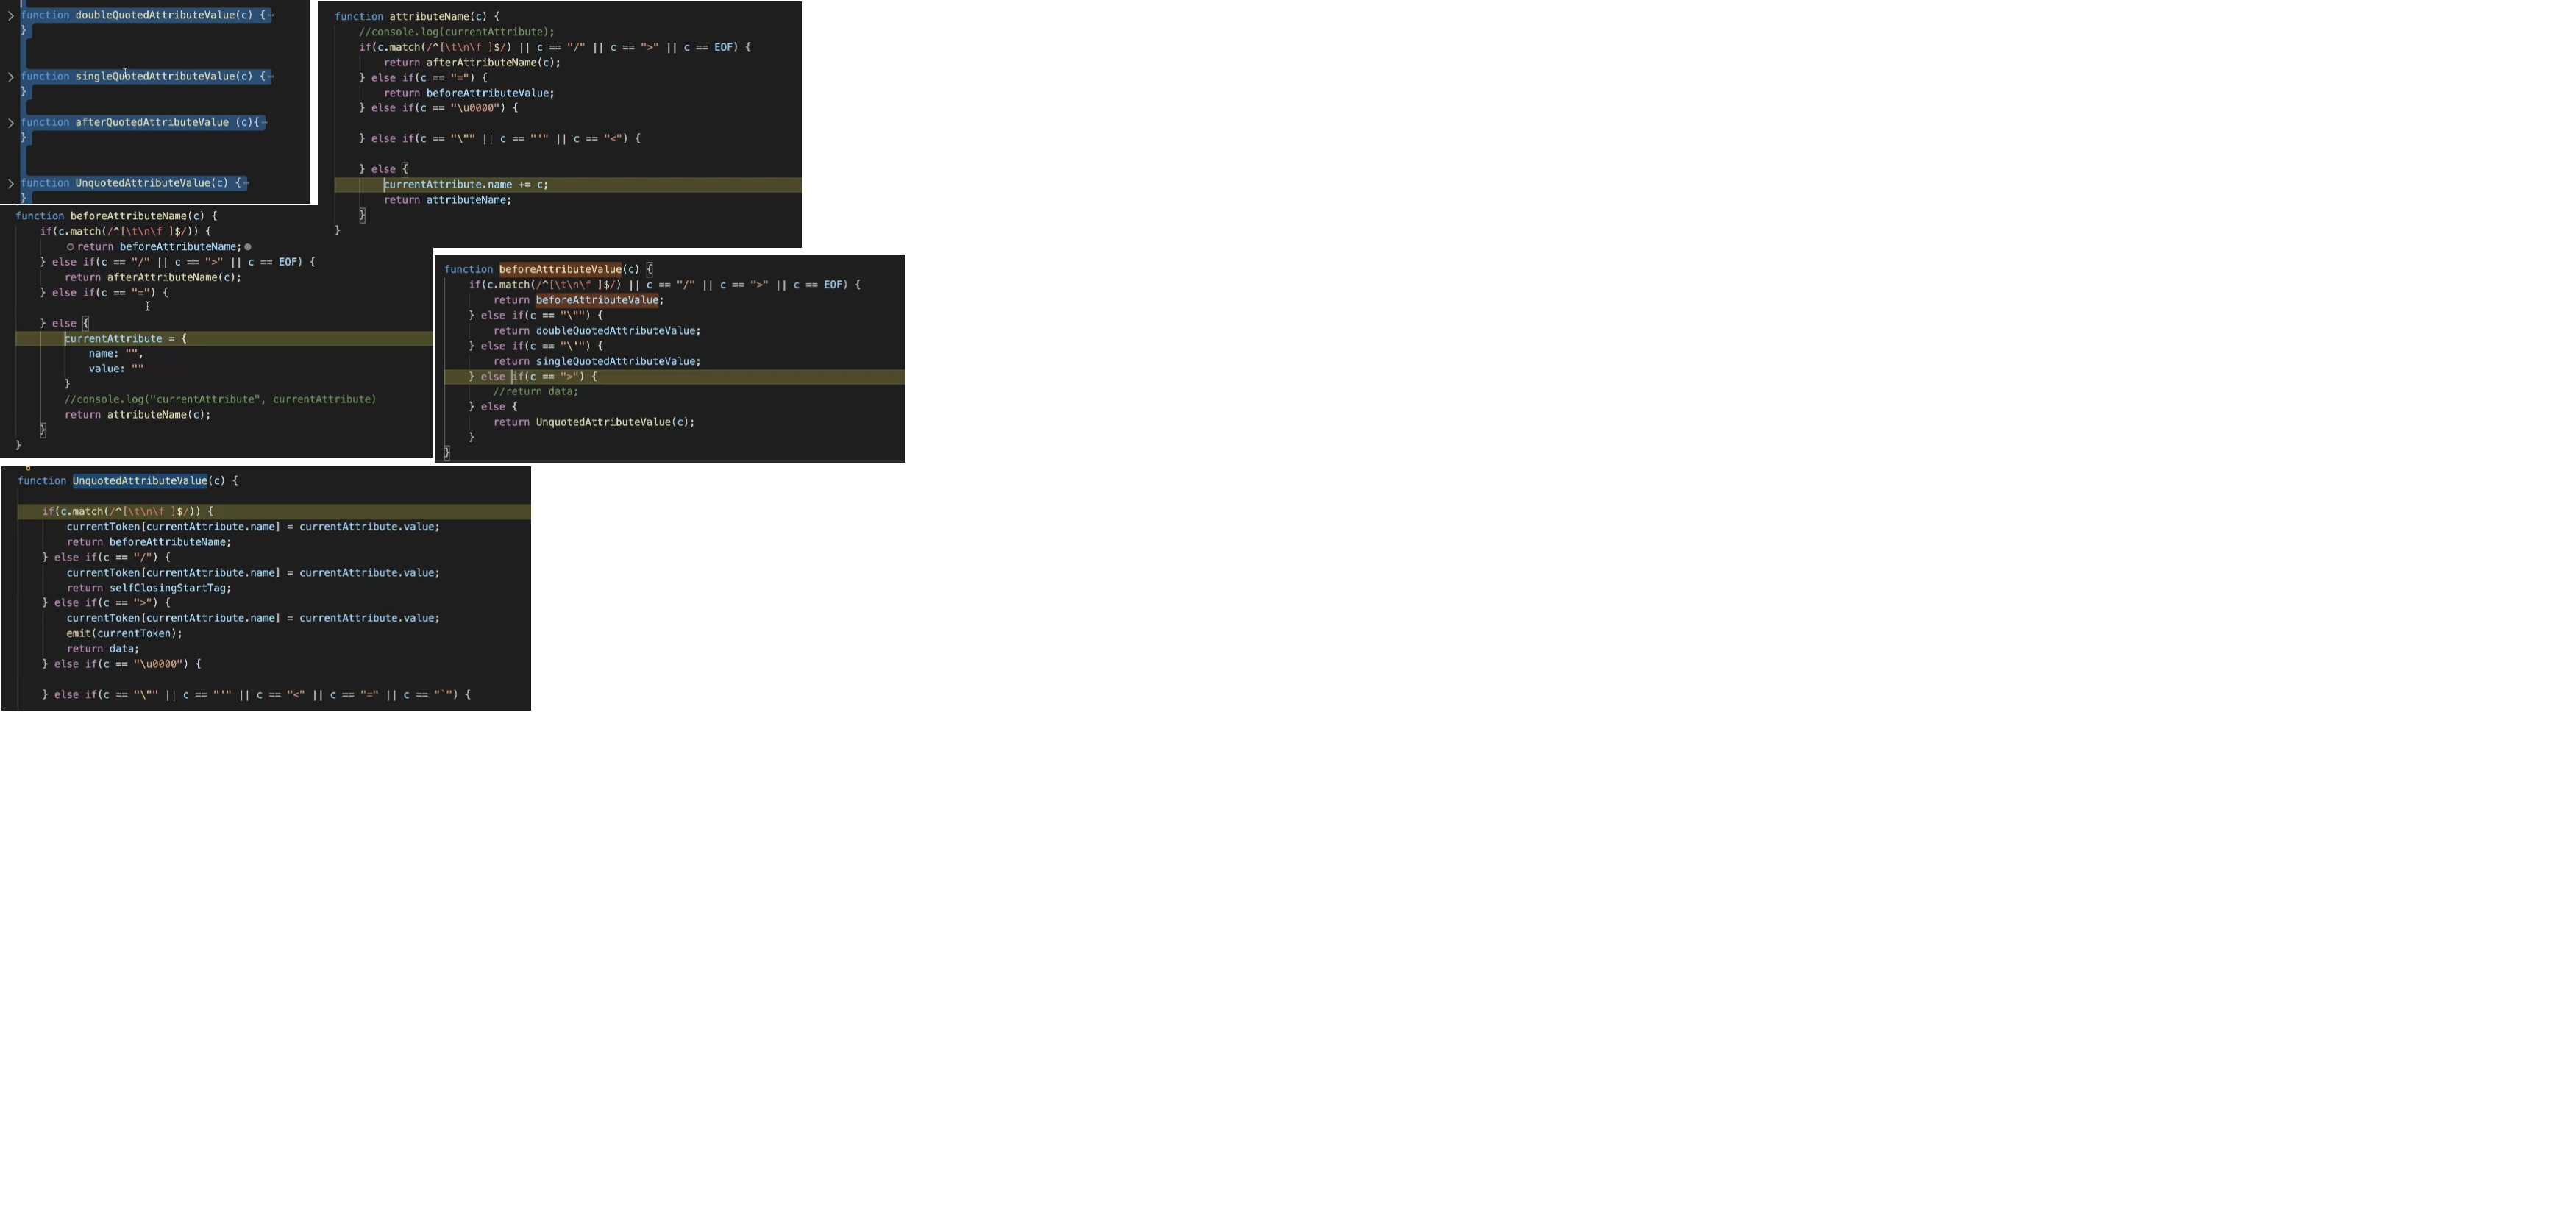 function doubleQuotedAttributeValue(c) {
}
function singleQuotedAttributeValue(c) {
}
function afterQuotedAttributeValue (c){
}
function UnquotedAttributeValue(c) {
}
function attributeName(c) {
//console.log(currentAttribute);
if(c.match(/^[\t\n\f ]$/) || c == "/" || c == ">" || c == EOF) {
return afterAttributeName(c);
} else if(c == "=") {
return beforeAttributeValue;
} else if(c == "\u0000") {
} else if(c == "\"" || c == "'" || c == "<") {
} else {
currentAttribute.name += c;
return attributeName;
}
}
function beforeAttributeName(c) {
if(c.match(/^[\t\n\f ]$/)) {
return beforeAttributeName;
} else if(c == "/" || c == ">" || c == EOF) {
return afterAttributeName(c);
} else if(c == "=") {
} else {
currentAttribute = {
name: "",
value: ""
}
//console.log("currentAttribute", currentAttribute)
return attributeName(c);
}
}
function beforeAttributeValue(c) {
if(c.match(/^[\t\n\f ]$/) || c == "/" || c == ">" || c == EOF) {
return beforeAttributeValue;
} else if(c == "\"") {
return doubleQuotedAttributeValue;
} else if(c == "\'") {
return singleQuotedAttributeValue;
} else if(c == ">") {
//return data;
} else {
return UnquotedAttributeValue(c);
}
}
function UnquotedAttributeValue(c) {
if(c.match(/^[\t\n\f ]$/)) {
currentToken[currentAttribute.name] = currentAttribute.value;
return beforeAttributeName;
} else if(c == "/") {
currentToken[currentAttribute.name] = currentAttribute.value;
return selfClosingStartTag;
} else if(c == ">") {
currentToken[currentAttribute.name] = currentAttribute.value;
emit(currentToken);
return data;
} else if(c == "\u0000") {
} else if(c == "\"" || c == "'" || c == "<" || c == "=" || c == "`") {